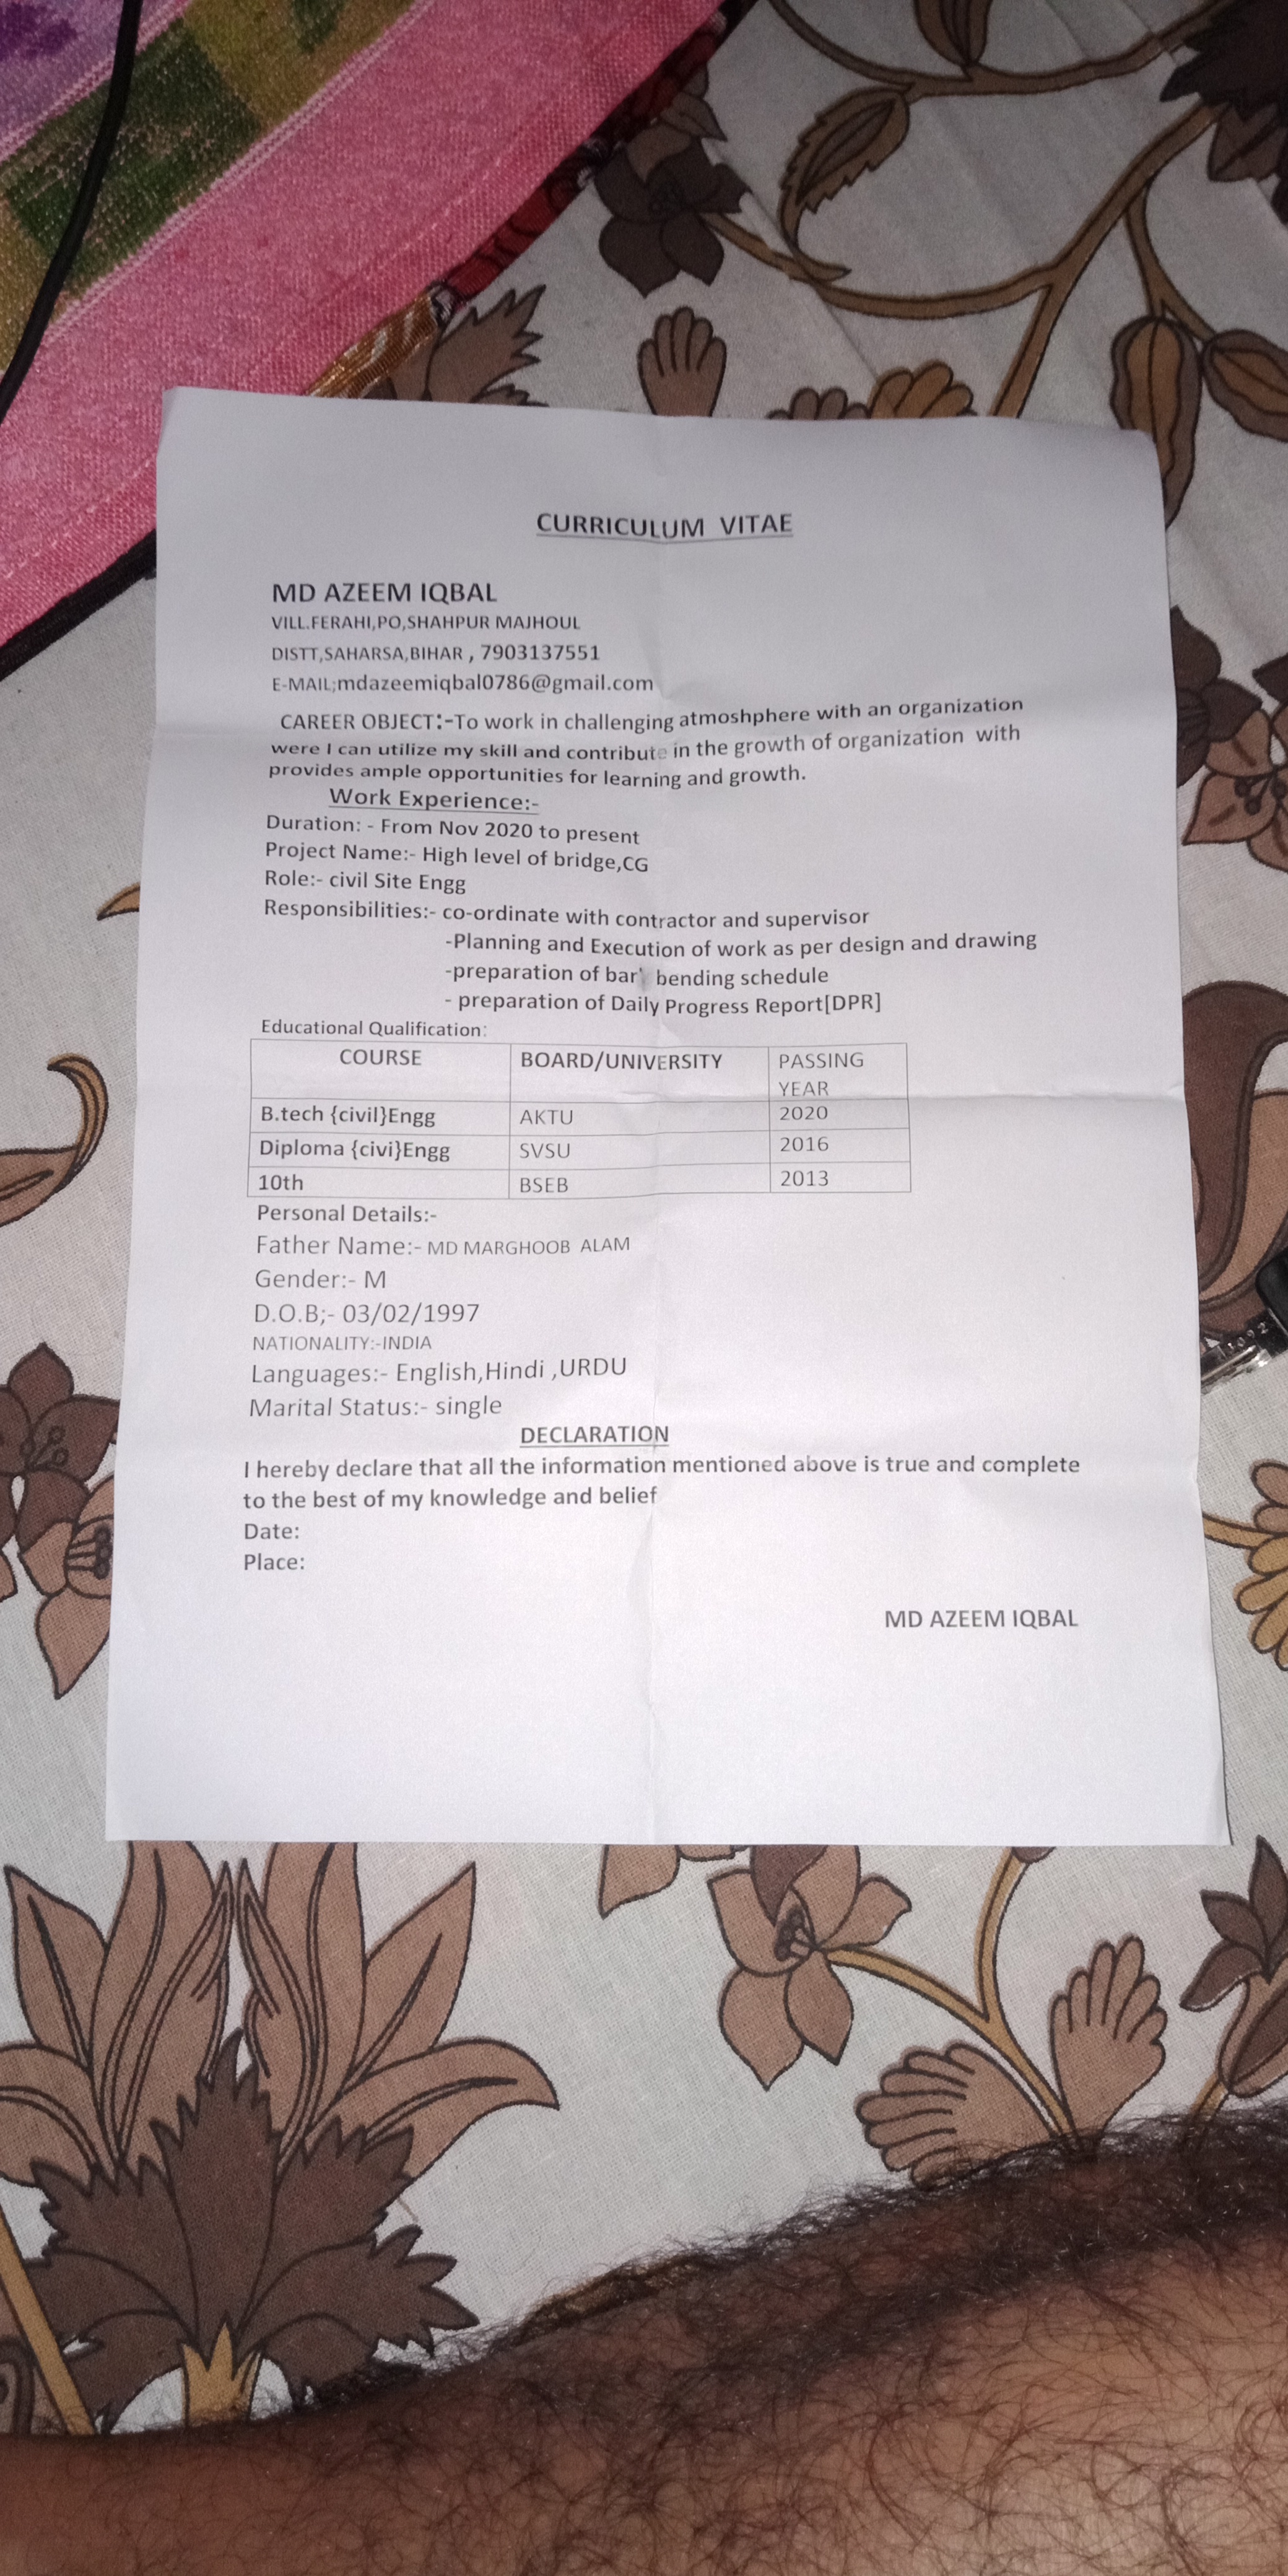 CURRICULUM VITAE
MD AZEEM IQBAL
VILL.FERAHI,PO,SHAHPUR MAJHOUL
DISTT,SAHARSA,BIHAR , 7903137551
E-MAIL;mdazeemiqbal0786@gmail.com
CAREER OBJECT:-To work in challenging atmoshphere with an organization
were I can utilize my skill and contribute in the growth of organization with
provides ample opportunities for learning and growth.
Work Experience:-
Duration: - From Nov 2020 to present
Project Name:- High level of bridge,CG
Role:- civil Site Engg
Responsibilities:- co-ordinate with contractor and supervisor
-Planning and Execution of work as per design and drawing
-preparation of bar' bending schedule
- preparation of Daily Progress Report[DPR]
Educational Qualification:
COURSE BOARD/UNIVERSITY PASSING
YEAR
B.tech {civil}Engg AKTU 2020
Diploma {civi}Engg SVSU 2016
10th BSEB 2013
Personal Details:-
Father Name:- MD MARGHOOB ALAM
Gender:- M
D.O.B;- 03/02/1997
NATIONALITY:-INDIA
Languages:- English,Hindi ,URDU
Marital Status:- single
DECLARATION
I hereby declare that all the information mentioned above is true and complete
to the best of my knowledge and belief
Date:
Place:
MD AZEEM IQBAL